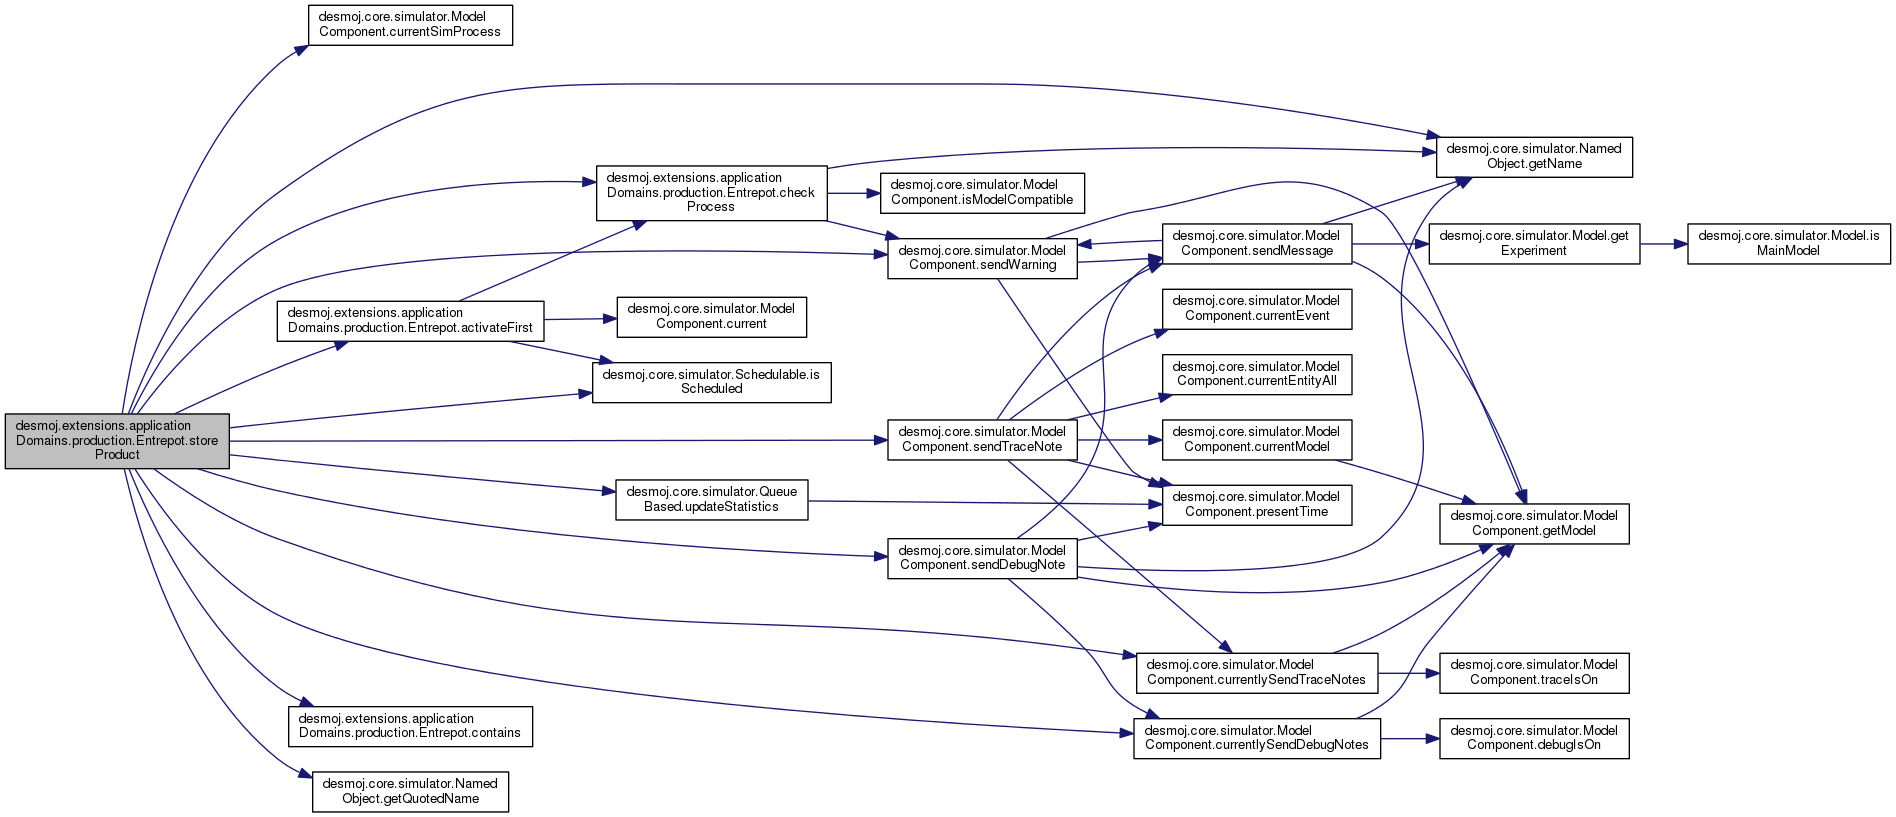 desmoj.core.simulator.Model
Component.currentSimProcess
desmoj.core.simulator.Named
Object.getName
desmoj.extensions.application
Domains.production.Entrepot.check
Process
desmoj.core.simulator.Model
Component.isModelCompatible
desmoj.core.simulator.Model
Component.sendWarning
desmoj.core.simulator.Model
Component.sendMessage
desmoj.core.simulator.Model.get
Experiment
desmoj.core.simulator.Model.is
MainModel
desmoj.extensions.application
Domains.production.Entrepot.activateFirst
desmoj.core.simulator.Model
Component.current
desmoj.core.simulator.Model
Component.currentEvent
desmoj.core.simulator.Schedulable.is
Scheduled
desmoj.core.simulator.Model
Component.currentEntityAll
desmoj.extensions.application
Domains.production.Entrepot.store
Product
desmoj.core.simulator.Model
Component.sendTraceNote
desmoj.core.simulator.Model
Component.currentModel
desmoj.core.simulator.Queue
Based.updateStatistics
desmoj.core.simulator.Model
Component.presentTime
desmoj.core.simulator.Model
Component.getModel
desmoj.core.simulator.Model
Component.sendDebugNote
desmoj.core.simulator.Model
Component.currentlySendTraceNotes
desmoj.core.simulator.Model
Component.traceIsOn
desmoj.extensions.application
Domains.production.Entrepot.contains
desmoj.core.simulator.Model
Component.currentlySendDebugNotes
desmoj.core.simulator.Model
Component.debugIsOn
desmoj.core.simulator.Named
Object.getQuotedName